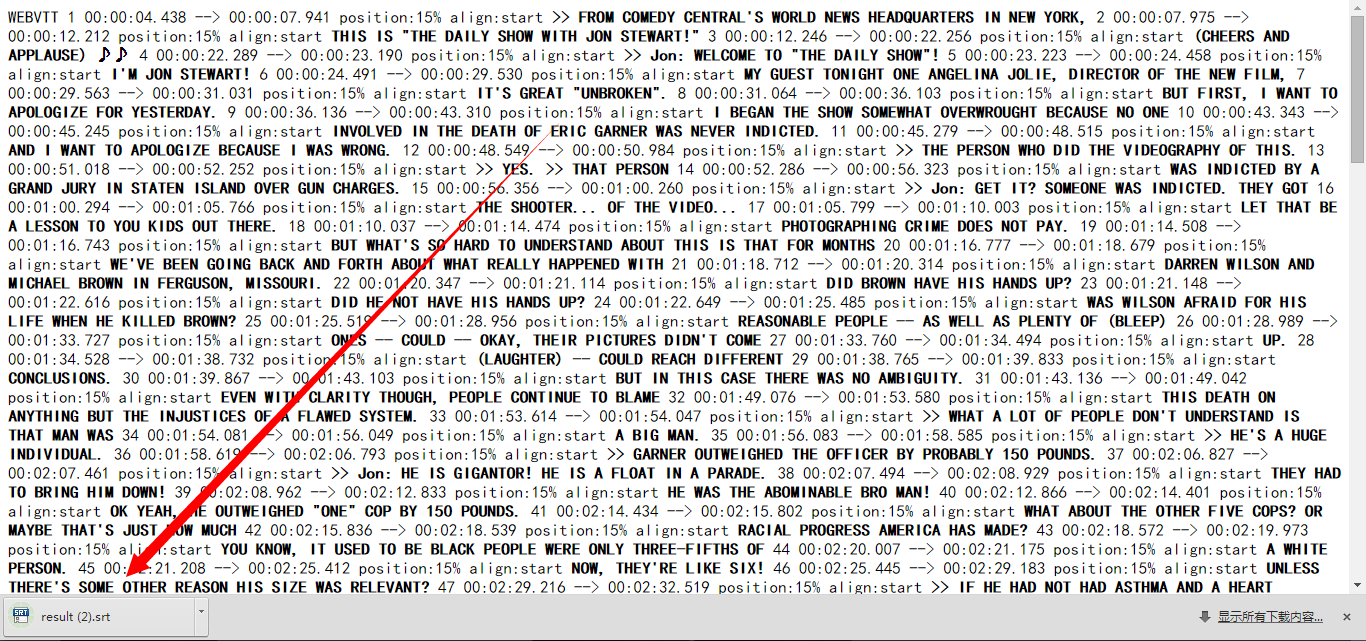 WEBVTT 1 00:00:04.438 --> 00:00:07.941 position:15% align:start >> FROM COMEDY CENTRAL'S WORLD NEWS HEADQUARTERS IN NEW YORK, 2 00:00:07.975 -->
00:00:12.212 position:15% align:start THIS IS "THE DAILY SHOW WITH JON STEWART!" 3 00:00:12.246 --> 00:00:22.256 position:15% align:start (CHEERS AND
APPLAUSE) ♪♪ 4 00:00:22.289 --> 00:00:23.190 position:15% align:start >> Jon: WELCOME TO "THE DAILY SHOW"! 5 00:00:23.223 --> 00:00:24.458 position:15%
align:start I'M JON STEWART! 6 00:00:24.491 --> 00:00:29.530 position:15% align:start MY GUEST TONIGHT ONE ANGELINA JOLIE, DIRECTOR OF THE NEW FILM, 7
00:00:29.563 --> 00:00:31.031 position:15% align:start IT'S GREAT "UNBROKEN". 8 00:00:31.064 --> 00:00:36.103 position:15% align:start BUT FIRST, I WANT TO
APOLOGIZE FOR YESTERDAY. 9 00:00:36.136 --> 00:00:43.310 position:15% align:start I BEGAN THE SHOW SOMEWHAT OVERWROUGHT BECAUSE NO ONE 10 00:00:43.343 -->
00:00:45.245 position:15% align:start INVOLVED IN THE DEATH OF ERIC GARNER WAS NEVER INDICTED. 11 00:00:45.279 --> 00:00:48.515 position:15% align:start
AND I WANT TO APOLOGIZE BECAUSE I WAS WRONG. 12 00:00:48.549 --> 00:00:50.984 position:15% align:start >> THE PERSON WHO DID THE VIDEOGRAPHY OF THIS. 13
00:00:51.018 --> 00:00:52.252 position:15% align:start >> YES. >> THAT PERSON 14 00:00:52.286 --> 00:00:56.323 position:15% align:start WAS INDICTED BY A
GRAND JURY IN STATEN ISLAND OVER GUN CHARGES. 15 00:00:56.356 --> 00:01:00.260 position:15% align:start >> Jon: GET IT? SOMEONE WAS INDICTED. THEY GOT 16
00:01:00.294 --> 00:01:05.766 position:15% align:start THE SHOOTER... OF THE VIDEO... 17 00:01:05.799 --> 00:01:10.003 position:15% align:start LET THAT BE
A LESSON TO YOU KIDS OUT THERE. 18 00:01:10.037 --> 00:01:14.474 position:15% align:start PHOTOGRAPHING CRIME DOES NOT PAY. 19 00:01:14.508 -->
00:01:16.743 position:15% align:start BUT WHAT'S SO HARD TO UNDERSTAND ABOUT THIS IS THAT FOR MONTHS 20 00:01:16.777 --> 00:01:18.679 position:15%
align:start WE'VE BEEN GOING BACK AND FORTH ABOUT WHAT REALLY HAPPENED WITH 21 00:01:18.712 --> 00:01:20.314 position:15% align:start DARREN WILSON AND
MICHAEL BROWN IN FERGUSON, MISSOURI. 22 00:01:20.347 --> 00:01:21.114 position:15% align:start DID BROWN HAVE HIS HANDS UP? 23 00:01:21.148 -->
00:01:22.616 position:15% align:start DID HE NOT HAVE HIS HANDS UP? 24 00:01:22.649 --> 00:01:25.485 position:15% align:start WAS WILSON AFRAID FOR HIS
LIFE WHEN HE KILLED BROWN? 25 00:01:25.519 --> 00:01:28.956 position:15% align:start REASONABLE PEOPLE -- AS WELL AS PLENTY OF (BLEEP) 26 00:01:28.989 -->
00:01:33.727 position:15% align:start ONES -- COULD -- OKAY, THEIR PICTURES DIDN'T COME 27 00:01:33.760 --> 00:01:34.494 position:15% align:start UP. 28
00:01:34.528 --> 00:01:38.732 position:15% align:start (LAUGHTER) -- COULD REACH DIFFERENT 29 00:01:38.765 --> 00:01:39.833 position:15% align:start
CONCLUSIONS. 30 00:01:39.867 --> 00:01:43.103 position:15% align:start BUT IN THIS CASE THERE WAS NO AMBIGUITY. 31 00:01:43.136 --> 00:01:49.042
position:15% align:start EVEN WITH CLARITY THOUGH, PEOPLE CONTINUE TO BLAME 32 00:01:49.076 --> 00:01:53.580 position:15% align:start THIS DEATH ON
ANYTHING BUT THE INJUSTICES OF A FLAWED SYSTEM. 33 00:01:53.614 --> 00:01:54.047 position:15% align:start >> WHAT A LOT OF PEOPLE DON'T UNDERSTAND IS
THAT MAN WAS 34 00:01:54.081 --> 00:01:56.049 position:15% align:start A BIG MAN. 35 00:01:56.083 --> 00:01:58.585 position:15% align:start >> HE'S A HUGE
INDIVIDUAL. 36 00:01:58.619 --> 00:02:06.793 position:15% align:start >> GARNER OUTWEIGHED THE OFFICER BY PROBABLY 150 POUNDS. 37 00:02:06.827 -->
00:02:07.461 position:15% align:start >> Jon: HE IS GIGANTOR! HE IS A FLOAT IN A PARADE. 38 00:02:07.494 --> 00:02:08.929 position:15% align:start THEY HAD
TO BRING HIM DOWN! 39 00:02:08.962 --> 00:02:12.833 position:15% align:start HE WAS THE ABOMINABLE BRO MAN! 40 00:02:12.866 --> 00:02:14.401 position:15%
align:start OK YEAH, HE OUTWEIGHED "ONE" COP BY 150 POUNDS. 41 00:02:14.434 --> 00:02:15.802 position:15% align:start WHAT ABOUT THE OTHER FIVE COPS? OR
MAYBE THAT'S JUST HOW MUCH 42 00:02:15.836 --> 00:02:18.539 position:15% align:start RACIAL PROGRESS AMERICA HAS MADE? 43 00:02:18.572 --> 00:02:19.973
position:15% align:start YOU KNOW, IT USED TO BE BLACK PEOPLE WERE ONLY THREE-FIFTHS OF 44 00:02:20.007 --> 00:02:21.175 position:15% align:start A WHITE
PERSON. 45 00:02:21.208 --> 00:02:25.412 position:15% align:start NOW, THEY'RE LIKE SIX! 46 00:02:25.445 --> 00:02:29.183 position:15% align:start UNLESS
THERE'S SOME OTHER REASON HIS SIZE WAS RELEVANT? 47 00:02:29.216 --> 00:02:32.519 position:15% align:start >> IF HE HAD NOT HAD ASTHMA AND A HEART
SRT
result (2).srt
显示所有下载内容...